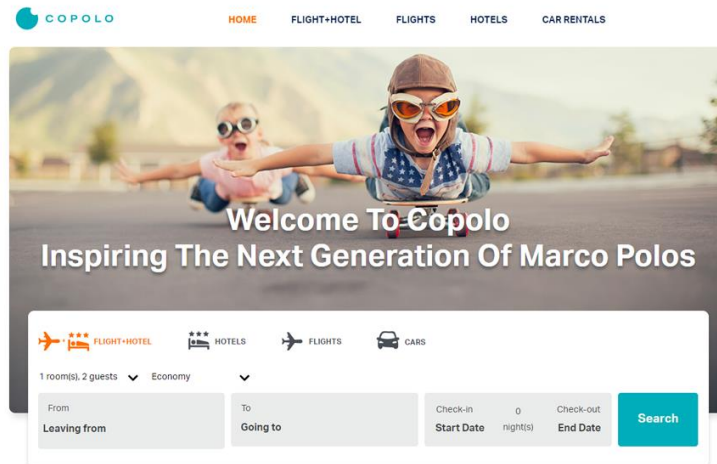 COPOLO
HOME FLIGHT+HOTEL FLIGHTS HOTELS CAR RENTALS
Welcome To Copolo
Inspiring The Next Generation Of Marco Polos
FLIGHT+HOTEL HOTELS FLIGHTS CARS
1 room(s), 2 guests Economy
From To Check-in 0 Check-out
Leaving from Going to Start Date night(s) End Date
Search